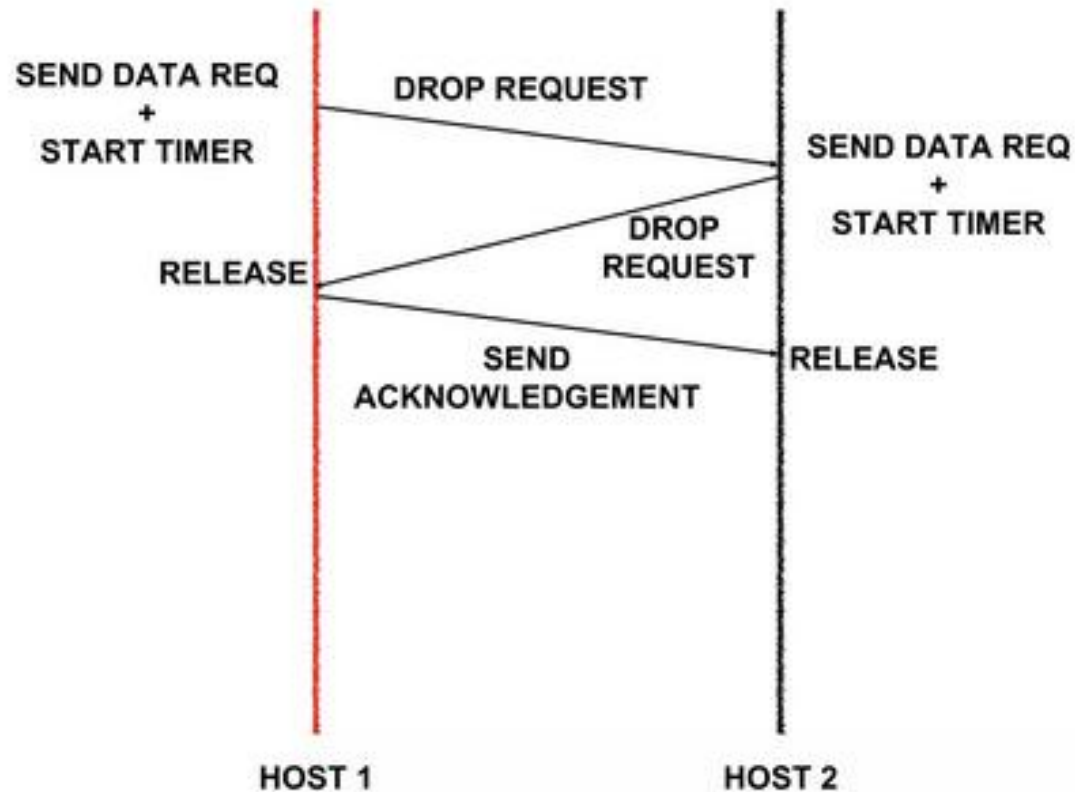 SEND DATA REQ
+
START TIMER
DROP REQUEST
SEND DATA REQ
+
START TIMER
DROP
REQUEST
RELEASE
SEND
ACKNOWLEDGEMENT
RELEASE
HOST 1
HOST 2